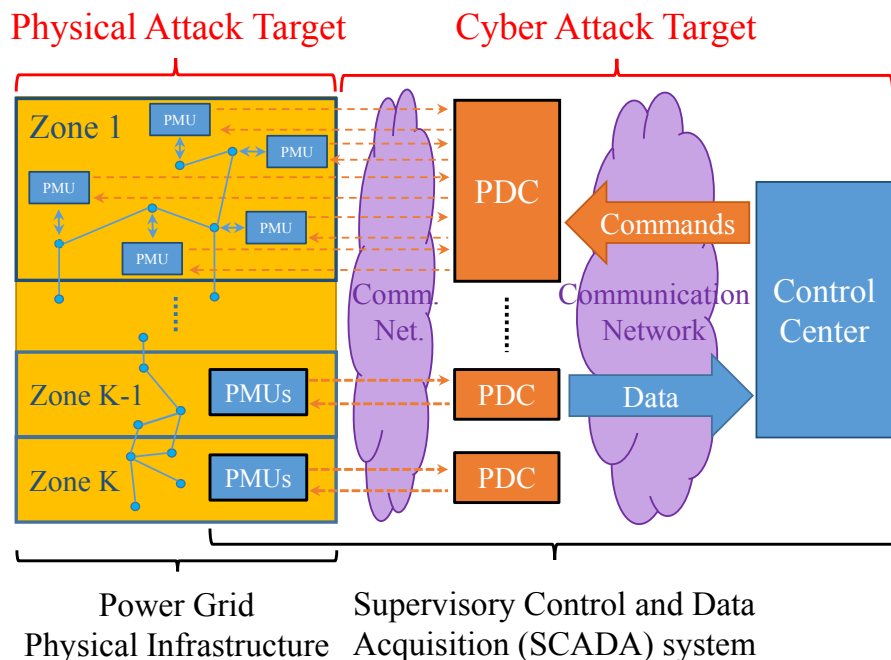 Physical Attack Target
Cyber Attack Target
Zone 1
PMU
PMU
PMU
PMU
PMU
PDC
Commands
Comm.
Net.
Communication
Network
Control
Center
Zone K-1
PMUs
PDC
Data
Zone K
PMUs
PDC
Power Grid
Physical Infrastructure
Supervisory Control and Data
Acquisition (SCADA) system